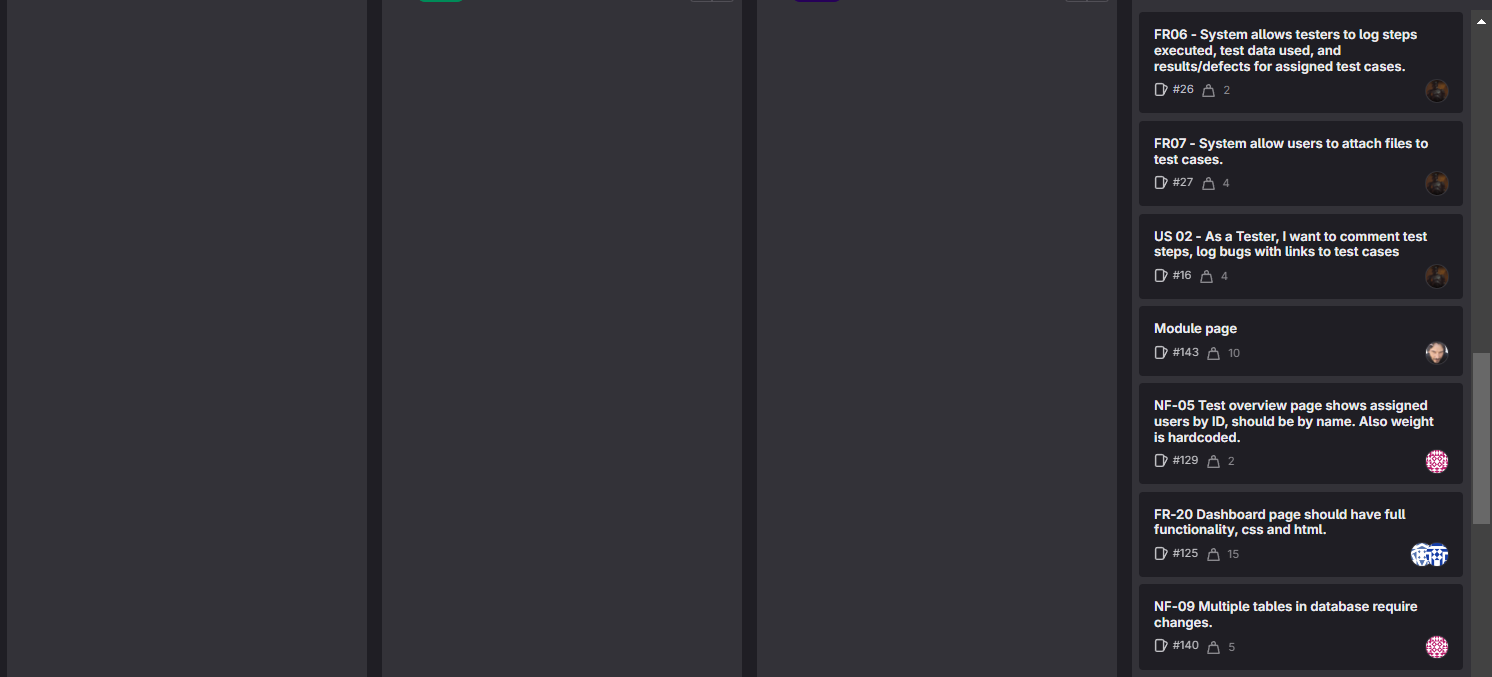 FR06 - System allows testers to log steps
executed, test data used, and
results/defects for assigned test cases.
#26 2
FR07 - System allow users to attach files to
test cases.
#27 4
US 02 - As a Tester, I want to comment test
steps, log bugs with links to test cases
#16 4
Module page
#143 10
NF-05 Test overview page shows assigned
users by ID, should be by name. Also weight
is hardcoded.
#129 2
FR-20 Dashboard page should have full
functionality, css and html.
#125 15
NF-09 Multiple tables in database require
changes.
#140 5